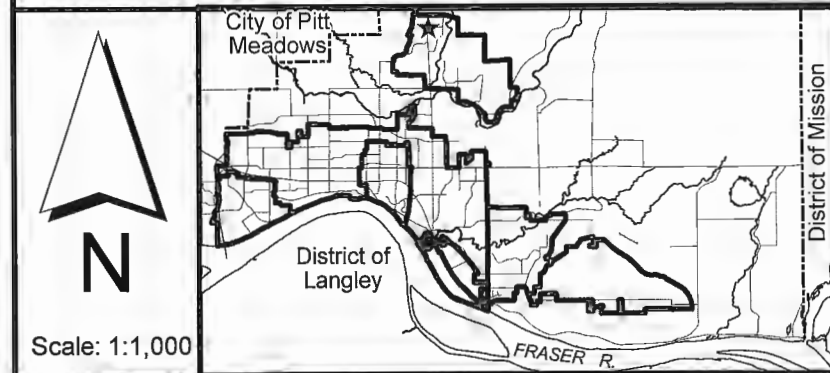 City of Pitt
Meadows
District of Mission
District of
Langley
N
Scale: 1:1,000
FRASER R.